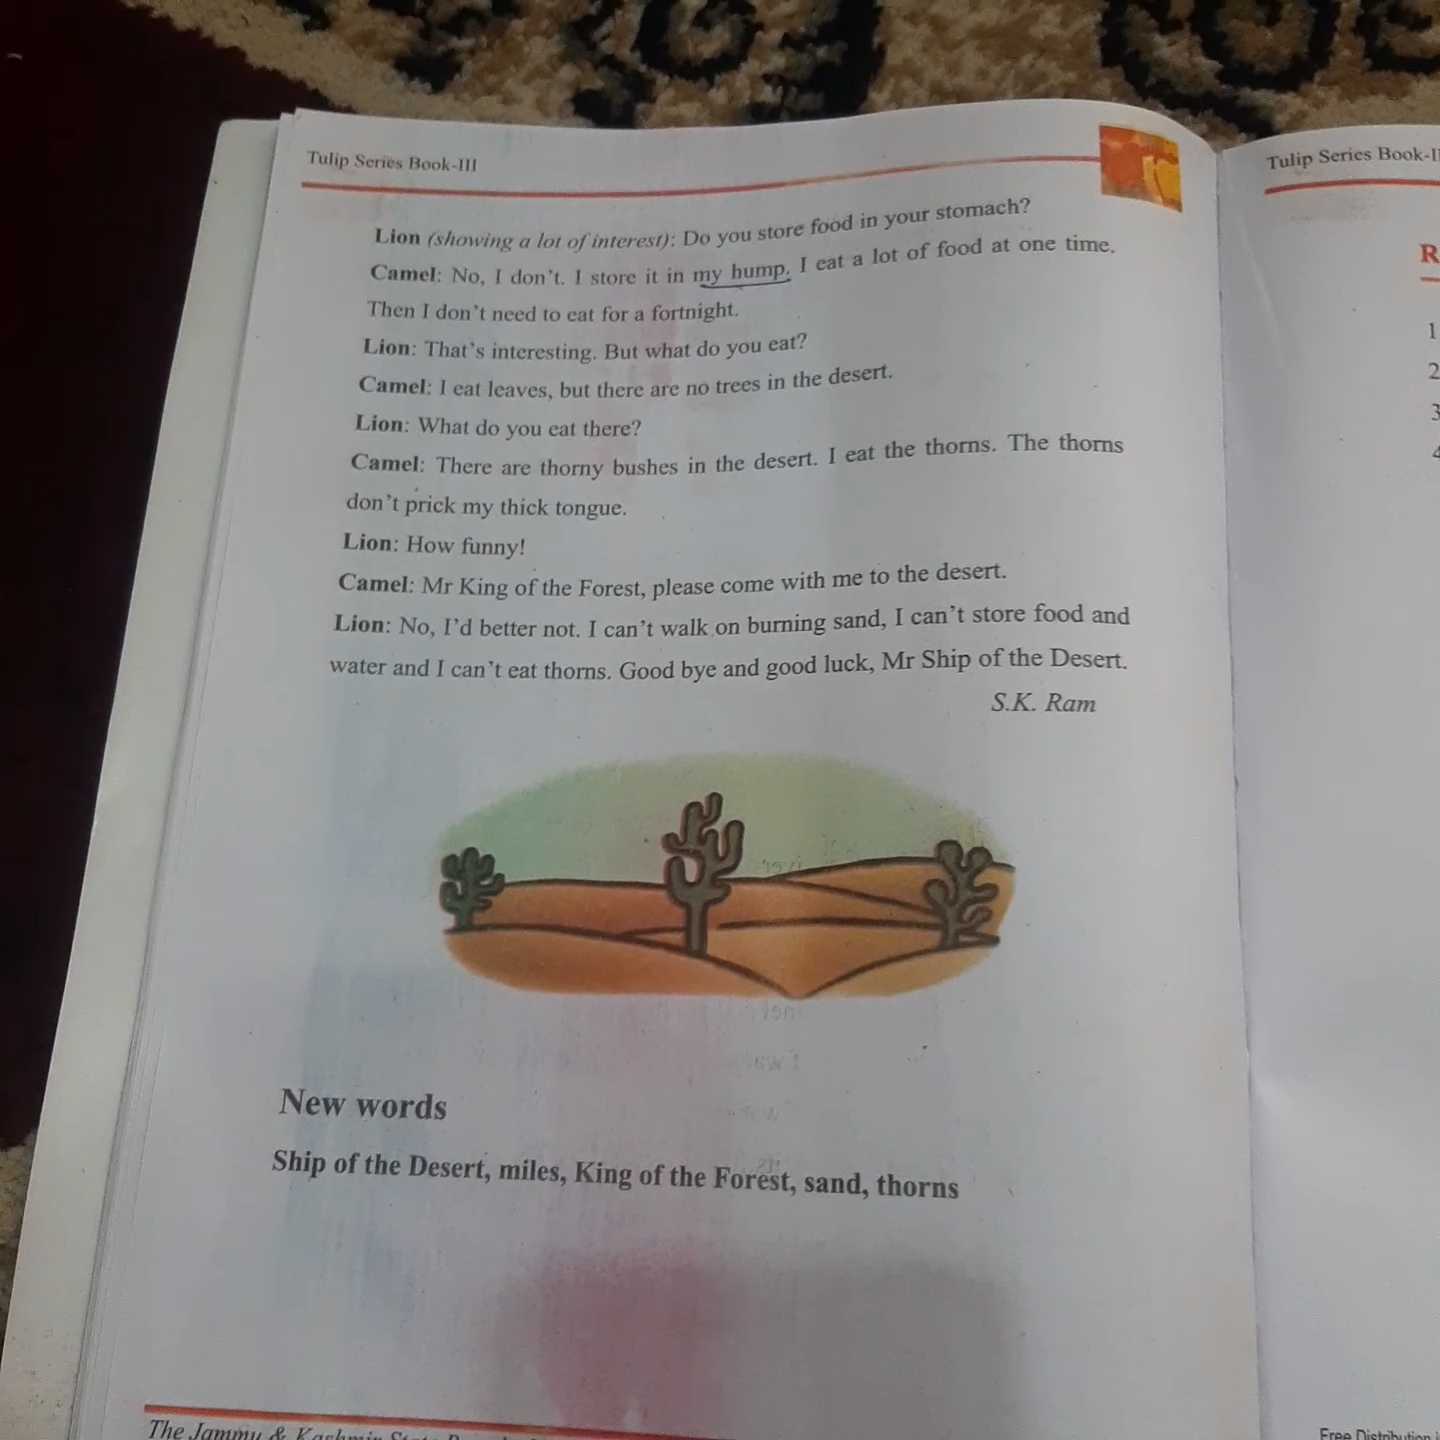 Tulip Series Book-III
Lion (showing a lot of interest): Do you store food in your stomach?
Camel: No, I don't. I store it in my hump. I eat a lot of food at one time.
Then I don't need to eat for a fortnight.
Lion: That's interesting. But what do you eat?
Camel: I eat leaves, but there are no trees in the desert.
Lion: What do you eat there?
Camel: There are thorny bushes in the desert. I eat the thorns. The thorns
don't prick my thick tongue.
Lion: How funny!
Camel: Mr King of the Forest, please come with me to the desert.
Lion: No, I'd better not. I can't walk on burning sand, I can't store food and
water and I can't eat thorns. Good bye and good luck, Mr Ship of the Desert.
S.K. Ram
New words
Ship of the Desert, miles, King of the Forest, sand, thorns
The Jammu & Kashmir State
Tulip Series Book-
R
1
2
3
4
Free Distribution